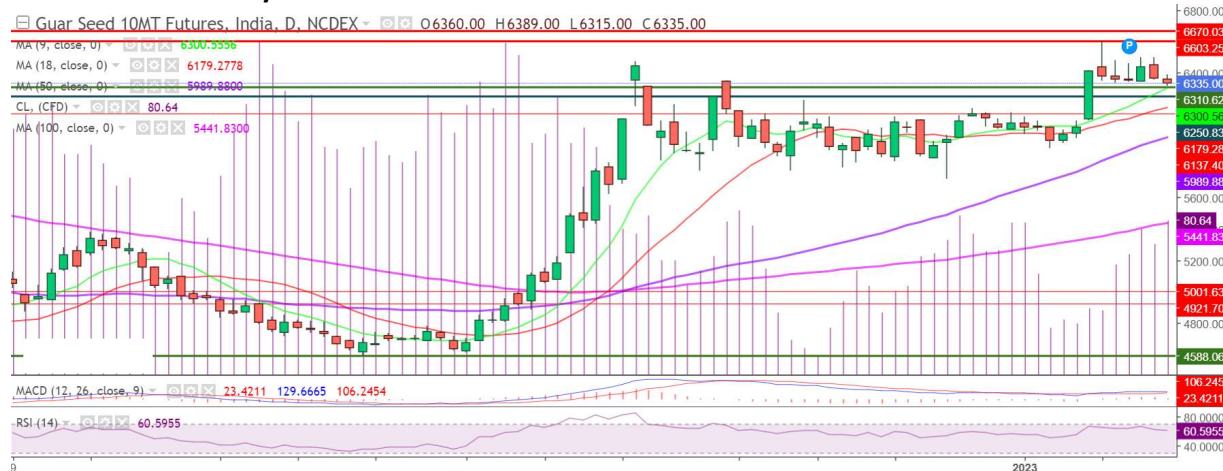 Guar Seed 10MT Futures, India, D, NCDEX O6360.00 H6389.00 L6315.00 C6335.00
MA (9, close, 0) 6300.5556
MA (18, close, 0) 6179.2778
MA (50, close, 0) 5989.8800
CL, (CFD) 80.64
MA (100, close, 0) 5441.8300
6800.00
6670.03
6603.25
6400.00
6335.00
6310.62
6300.56
6250.83
6179.28
6137.40
5989.88
5600.00
80.64
5441.83
5200.00
5001.63
4921.70
4800.00
4588.06
MACD (12, 26, close, 9) 23.4211 129.6665 106.2454
106.245
23.4211
RSI (14) 60.5955
80.0000
60.5955
40.0000
P
9
2023